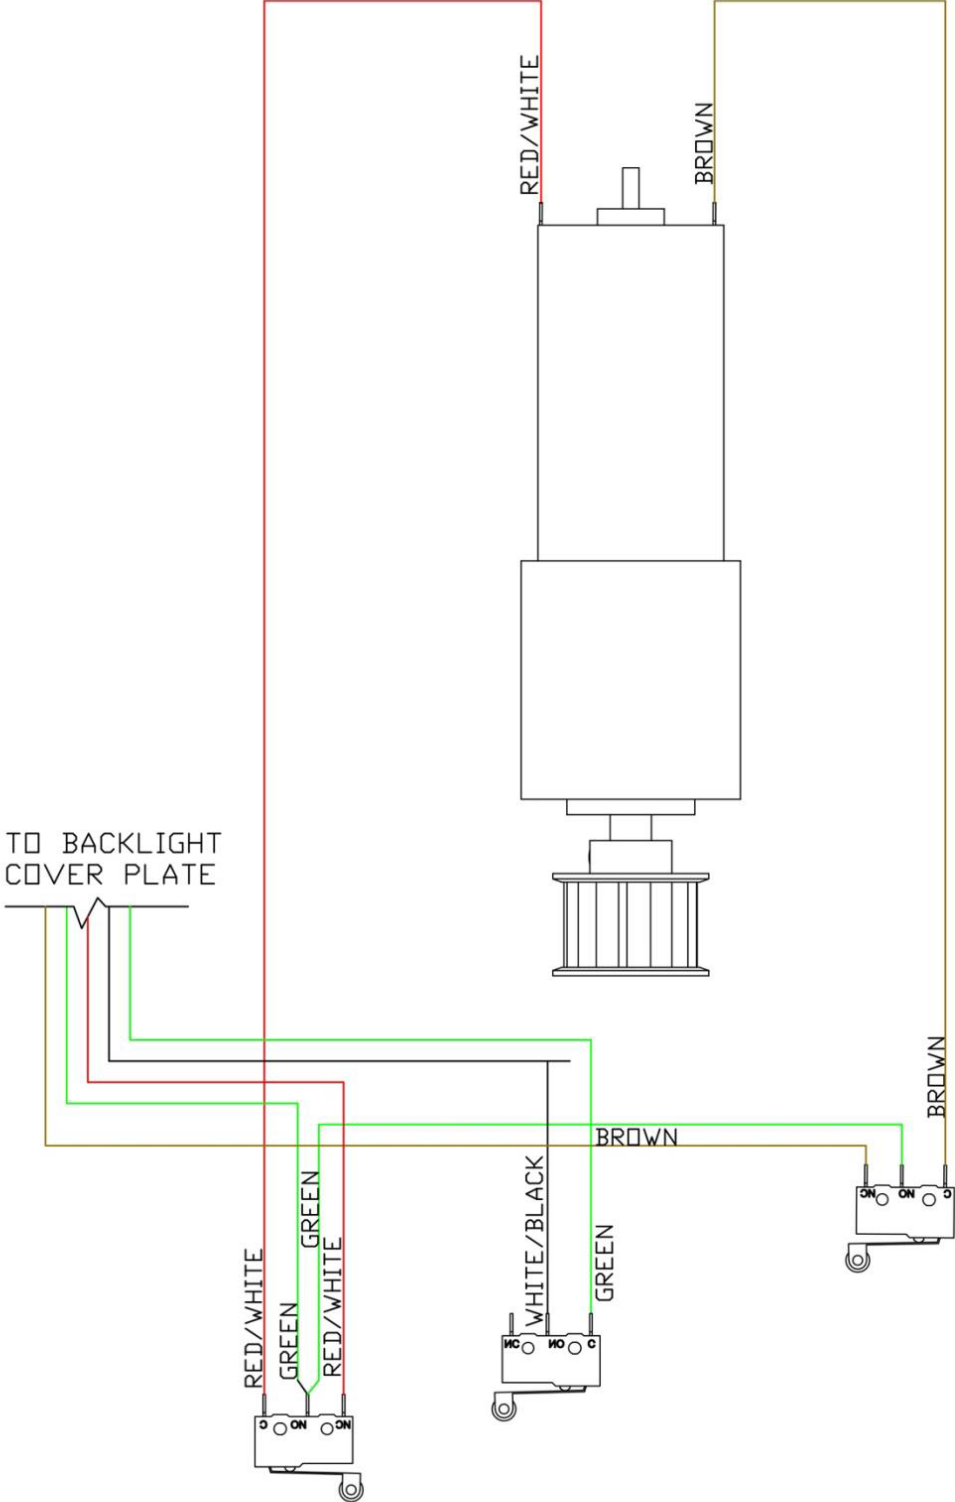 RED/WHITE
BROWN
TO BACKLIGHT
COVER PLATE
BROWN
BROWN
GREEN
WHITE/BLACK
GREEN
RED/WHITE
GREEN
RED/WHITE
NC NO C
NC NO C
C NO NC